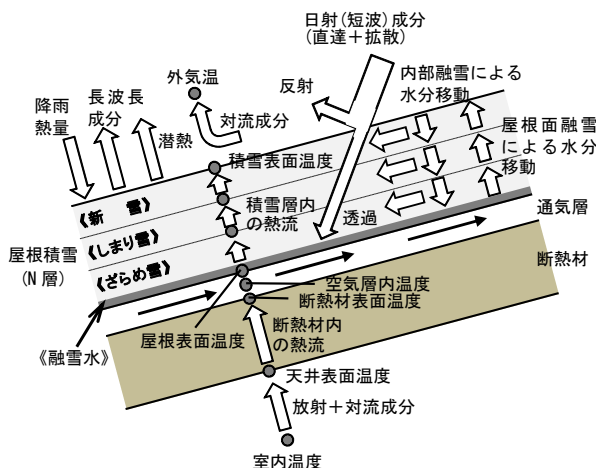 日射(短波)成分
(直達＋拡散)
外気温
反射
内部融雪による
水分移動
降雨
熱量
長波長
成分
潜熱
対流成分
屋根面融雪
による水分
移動
積雪表面温度
《新　雪》
積雪層内
の熱流
《しまり雪》
透過
通気層
屋根積雪
(N層)
《ざらめ雪》
断熱材
空気層内温度
断熱材表面温度
屋根表面温度
断熱材内
の熱流
《融雪水》
天井表面温度
放射＋対流成分
室内温度